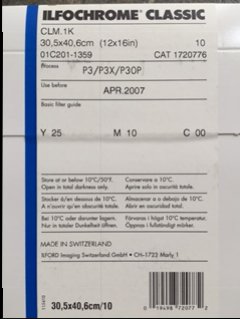 ILFOCHROME® CLASSIC
CLM.1K
30,5x40,6cm (12x16in) 10
01C201-1359 CAT 1720776
Process
P3/P3X/P30P
Use before
APR.2007
Basic filter guide
Y 25 M 10 C 00
Store at or below 10°C/50°F.
Open in total darkness only.
Conservare a 10°C.
Aprire solo in oscurità totale.
Stocker d/en dessous de 10°C.
A n'ouvrir qu'en obscurité totale.
Almacenar a o debajo de 10°C.
Abrir en oscuridad total.
Bei 10°C oder darunter lagern.
Nur in totaler Dunkelheit öffnen.
Förvaras i högst 10°C temperatur.
Öppnas i fullständigt mörker.
MADE IN SWITZERLAND
ILFORD Imaging Switzerland GmbH • CH-1723 Marly 1
30,5x40,6cm/10
0 19498 72077 2